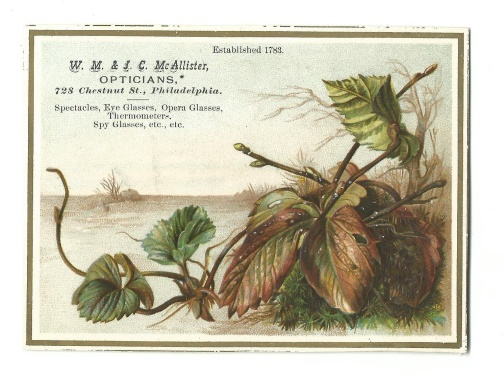 Established 1783.
W. M. & J. C. McAllister,
OPTICIANS,*
728 Chestnut St., Philadelphia.
Spectacles, Eye Glasses, Opera Glasses,
Thermometers.
Spy Glasses, etc., etc.